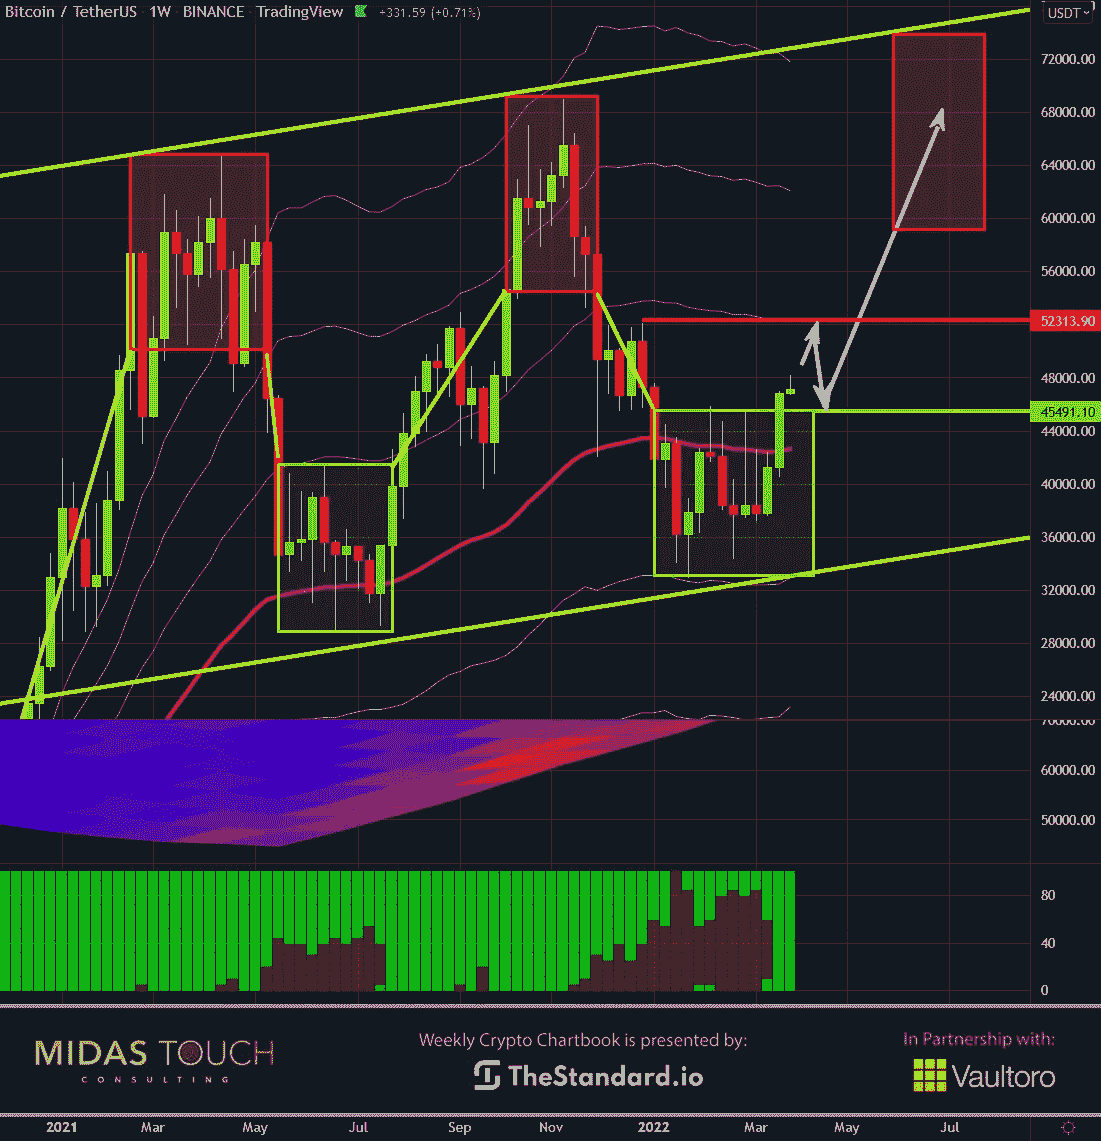 Bitcoin / TetherUS 1W BINANCE TradingView +331.59 (+0.71%)
USDT
72000.00
68000.00
64000.00
60000.00
56000.00
52313.90
48000.00
45491.10
44000.00
40000.00
36000.00
32000.00
28000.00
24000.00
70000.00
60000.00
50000.00
80
40
0
MIDAS TOUCH
CONSULTING
Weekly Crypto Chartbook is presented by:
TheStandard.io
In Partnership with:
Vaultoro
2021 Mar May Jul Sep Nov 2022 Mar May Jul